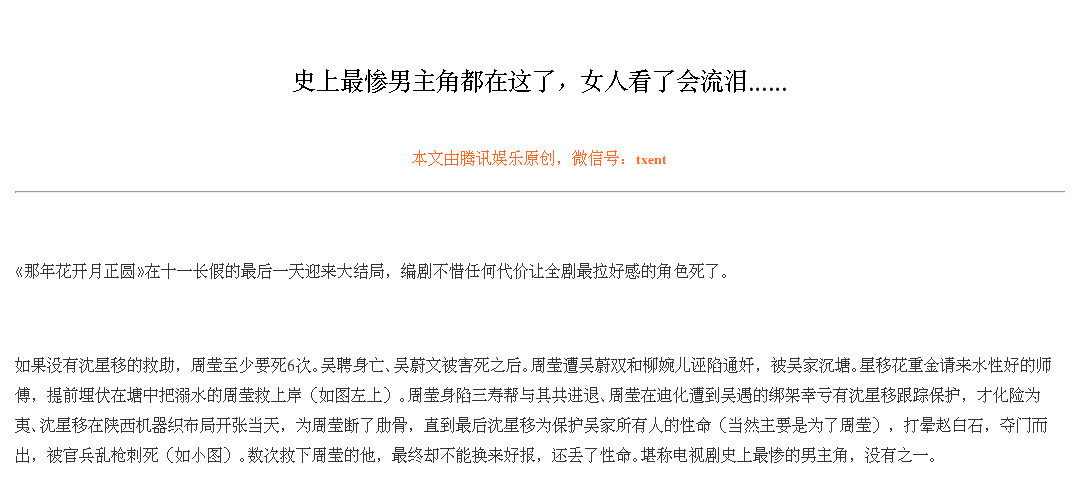 史上最惨男主角都在这了，女人看了会流泪……
本文由腾讯娱乐原创，微信号：txent
《那年花开月正圆》在十一长假的最后一天迎来大结局，编剧不惜任何代价让全剧最拉好感的角色死了。
如果没有沈星移的救助，周莹至少要死6次。吴聘身亡、吴蔚文被害死之后。周莹遭吴蔚双和柳婉儿诬陷通奸，被吴家沉塘。星移花重金请来水性好的师
傅，提前埋伏在塘中把溺水的周莹救上岸（如图左上）。周莹身陷三寿帮与其共进退、周莹在迪化遭到吴遇的绑架幸亏有沈星移跟踪保护，才化险为
夷、沈星移在陕西机器织布局开张当天，为周莹断了肋骨，直到最后沈星移为保护吴家所有人的性命（当然主要是为了周莹），打晕赵白石，夺门而
出，被官兵乱枪刺死（如小图）。数次救下周莹的他，最终却不能换来好报，还丢了性命。堪称电视剧史上最惨的男主角，没有之一。